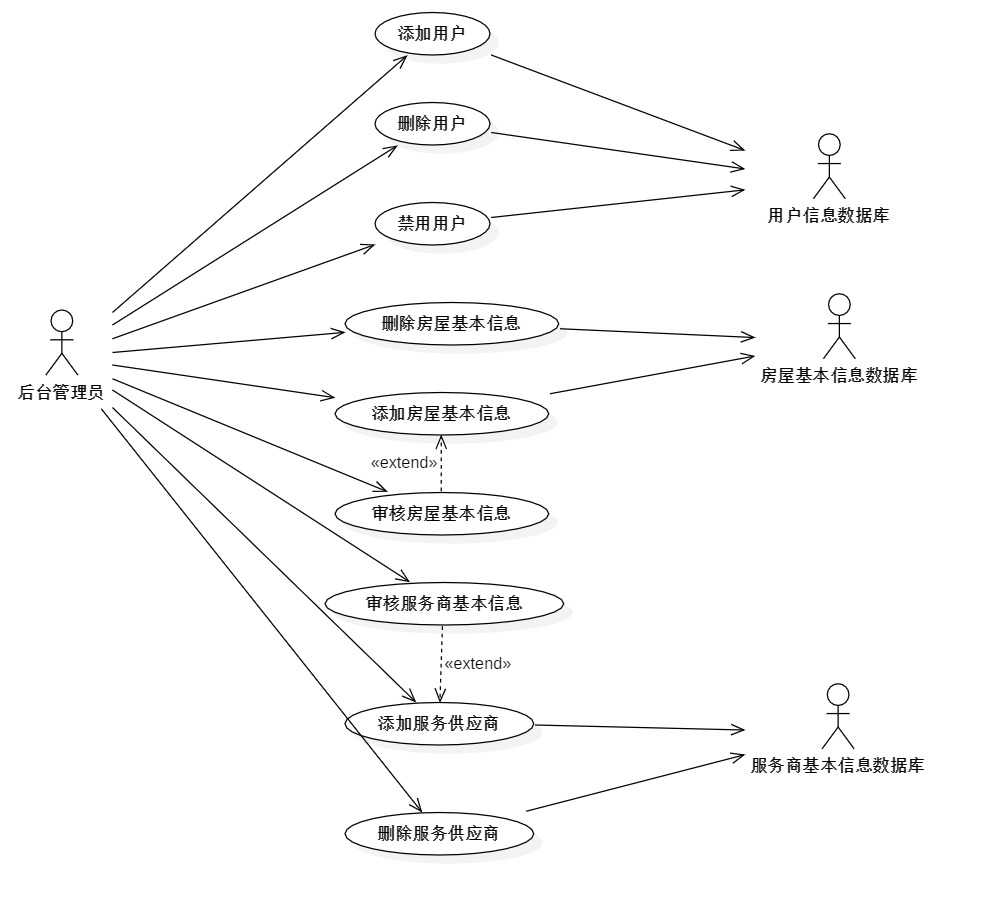 添加用户
删除用户
用户信息数据库
禁用用户
删除房屋基本信息
房屋基本信息数据库
后台管理员
添加房屋基本信息
«extend»
审核房屋基本信息
审核服务商基本信息
«extend»
添加服务供应商
服务商基本信息数据库
删除服务供应商